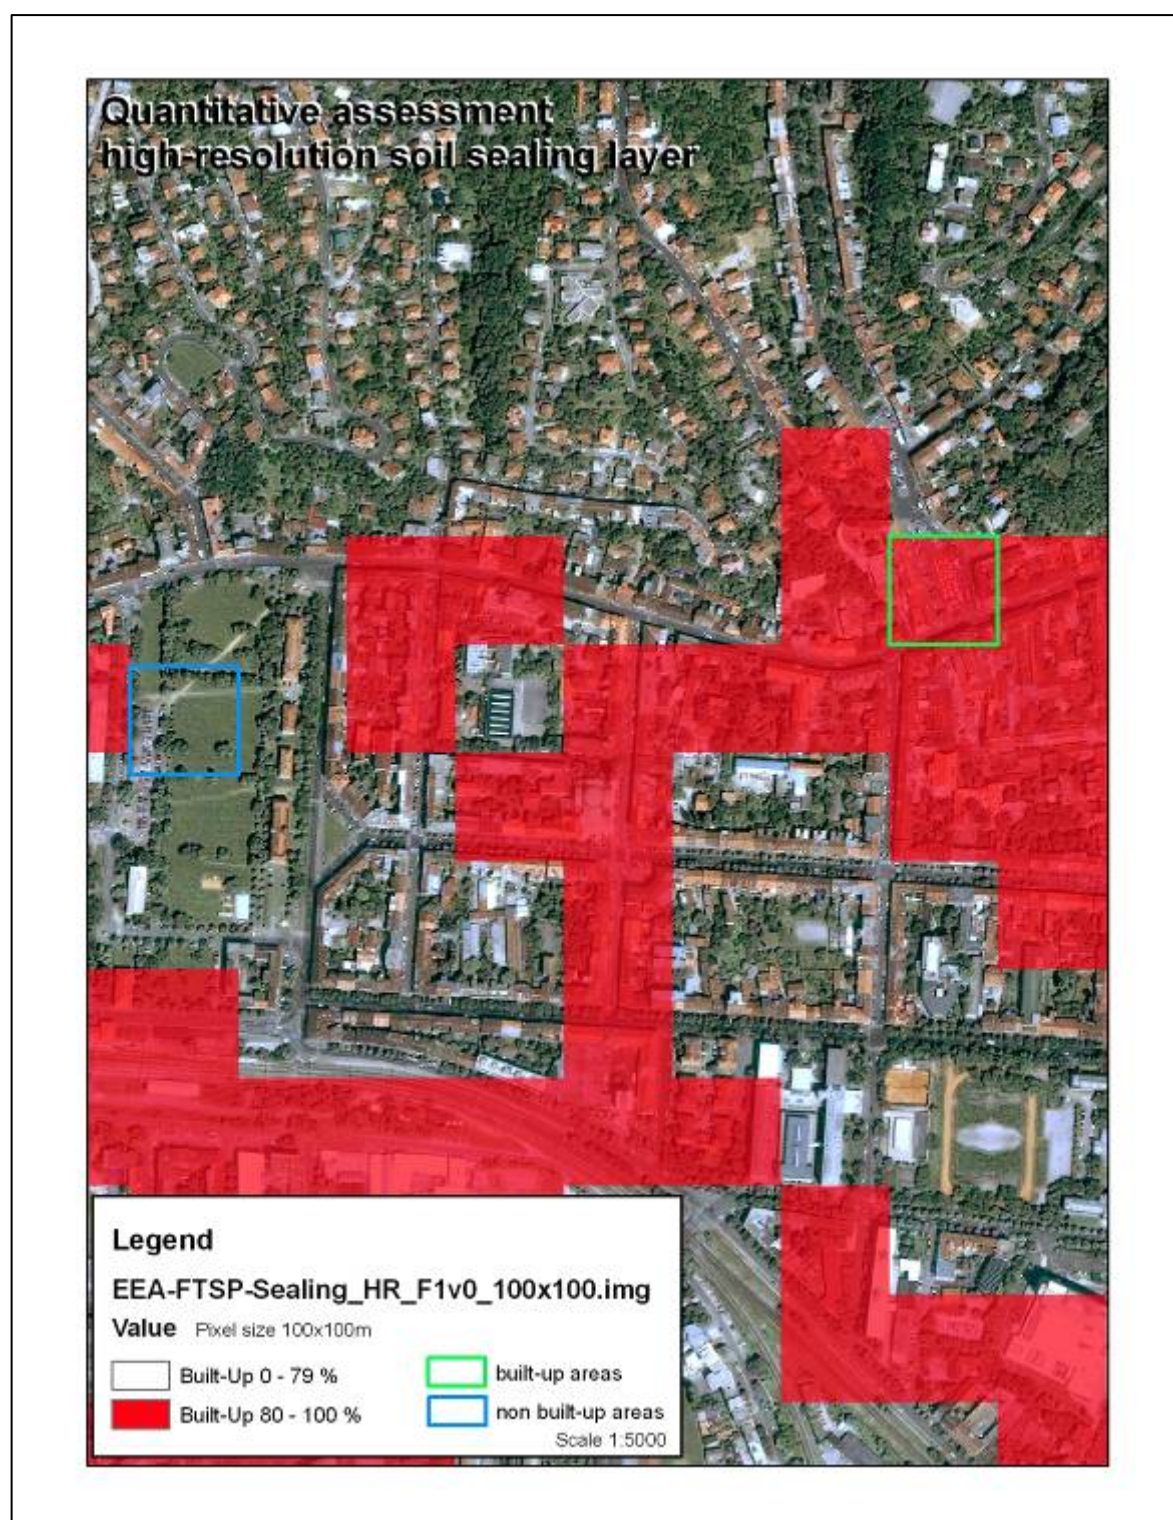 Quantitative assessment
high-resolution soil sealing layer
Legend
EEA-FTSP-Sealing_HR_F1v0_100x100.img
Value Pixel size 100x100m
Built-Up 0 - 79 %
built-up areas
Built-Up 80 - 100 %
non built-up areas
Scale 1:5000